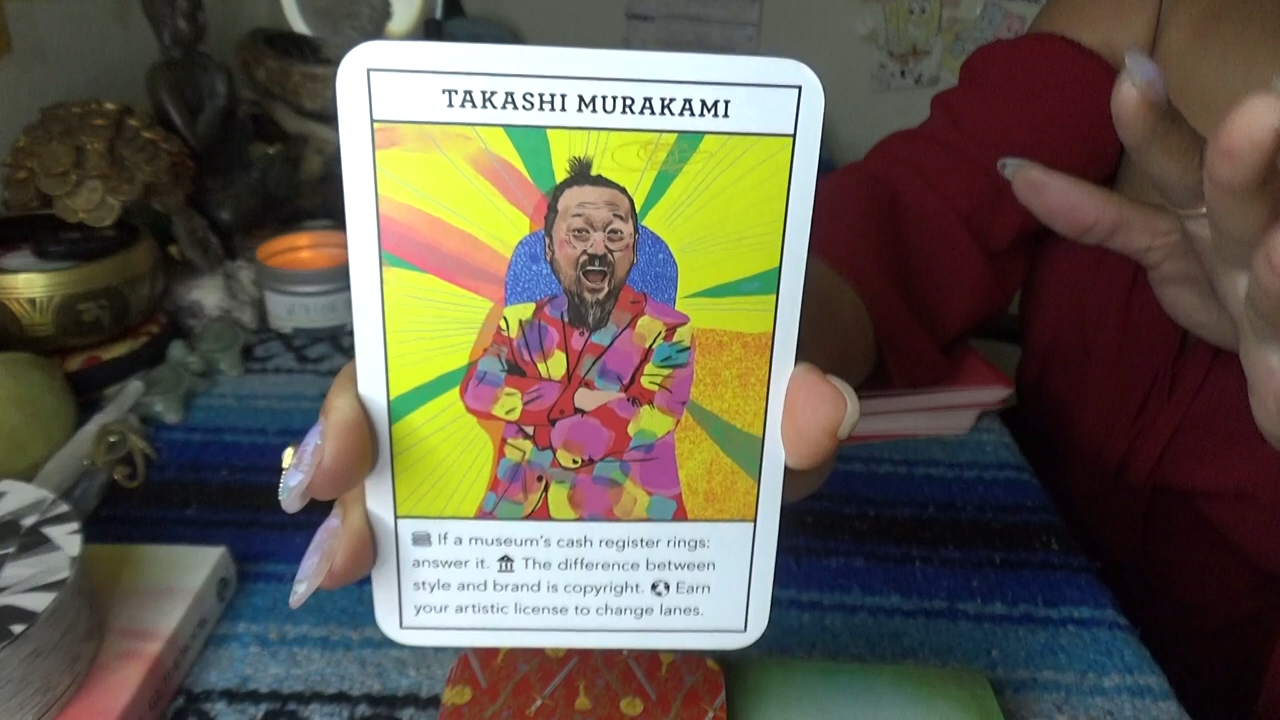 TAKASHI MURAKAMI
If a museum's cash register rings:
answer it. The difference between
style and brand is copyright. Earn
your artistic license to change lanes.